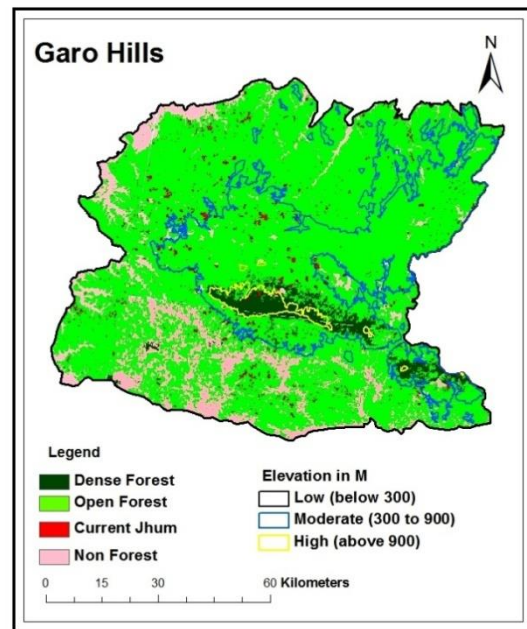 Garo Hills
N
Legend
Dense Forest
Open Forest
Current Jhum
Non Forest
Elevation in M
Low (below 300)
Moderate (300 to 900)
High (above 900)
0 15 30 60 Kilometers